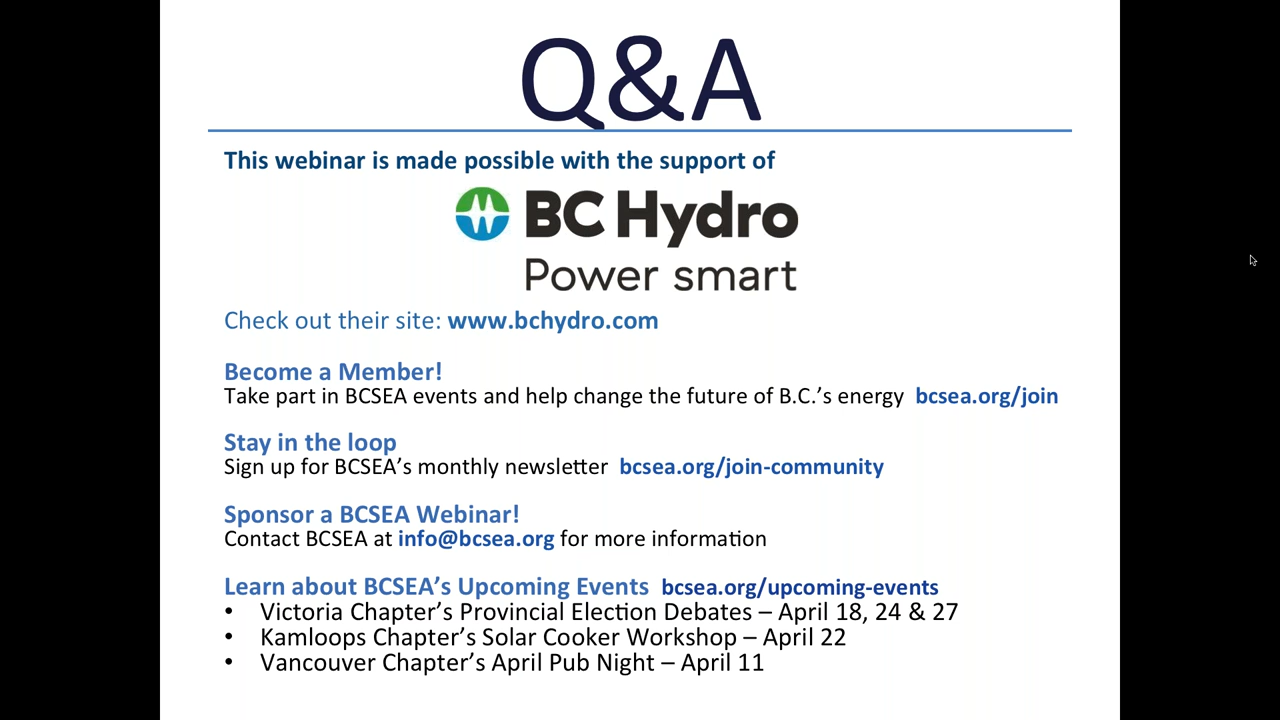 Q&A
This webinar is made possible with the support of
BC Hydro
Power smart
Check out their site: www.bchydro.com
Become a Member!
Take part in BCSEA events and help change the future of B.C.’s energy bcsea.org/join
Stay in the loop
Sign up for BCSEA’s monthly newsletter bcsea.org/join-community
Sponsor a BCSEA Webinar!
Contact BCSEA at info@bcsea.org for more information
Learn about BCSEA’s Upcoming Events bcsea.org/upcoming-events
• Victoria Chapter’s Provincial Election Debates – April 18, 24 & 27
• Kamloops Chapter’s Solar Cooker Workshop – April 22
• Vancouver Chapter’s April Pub Night – April 11